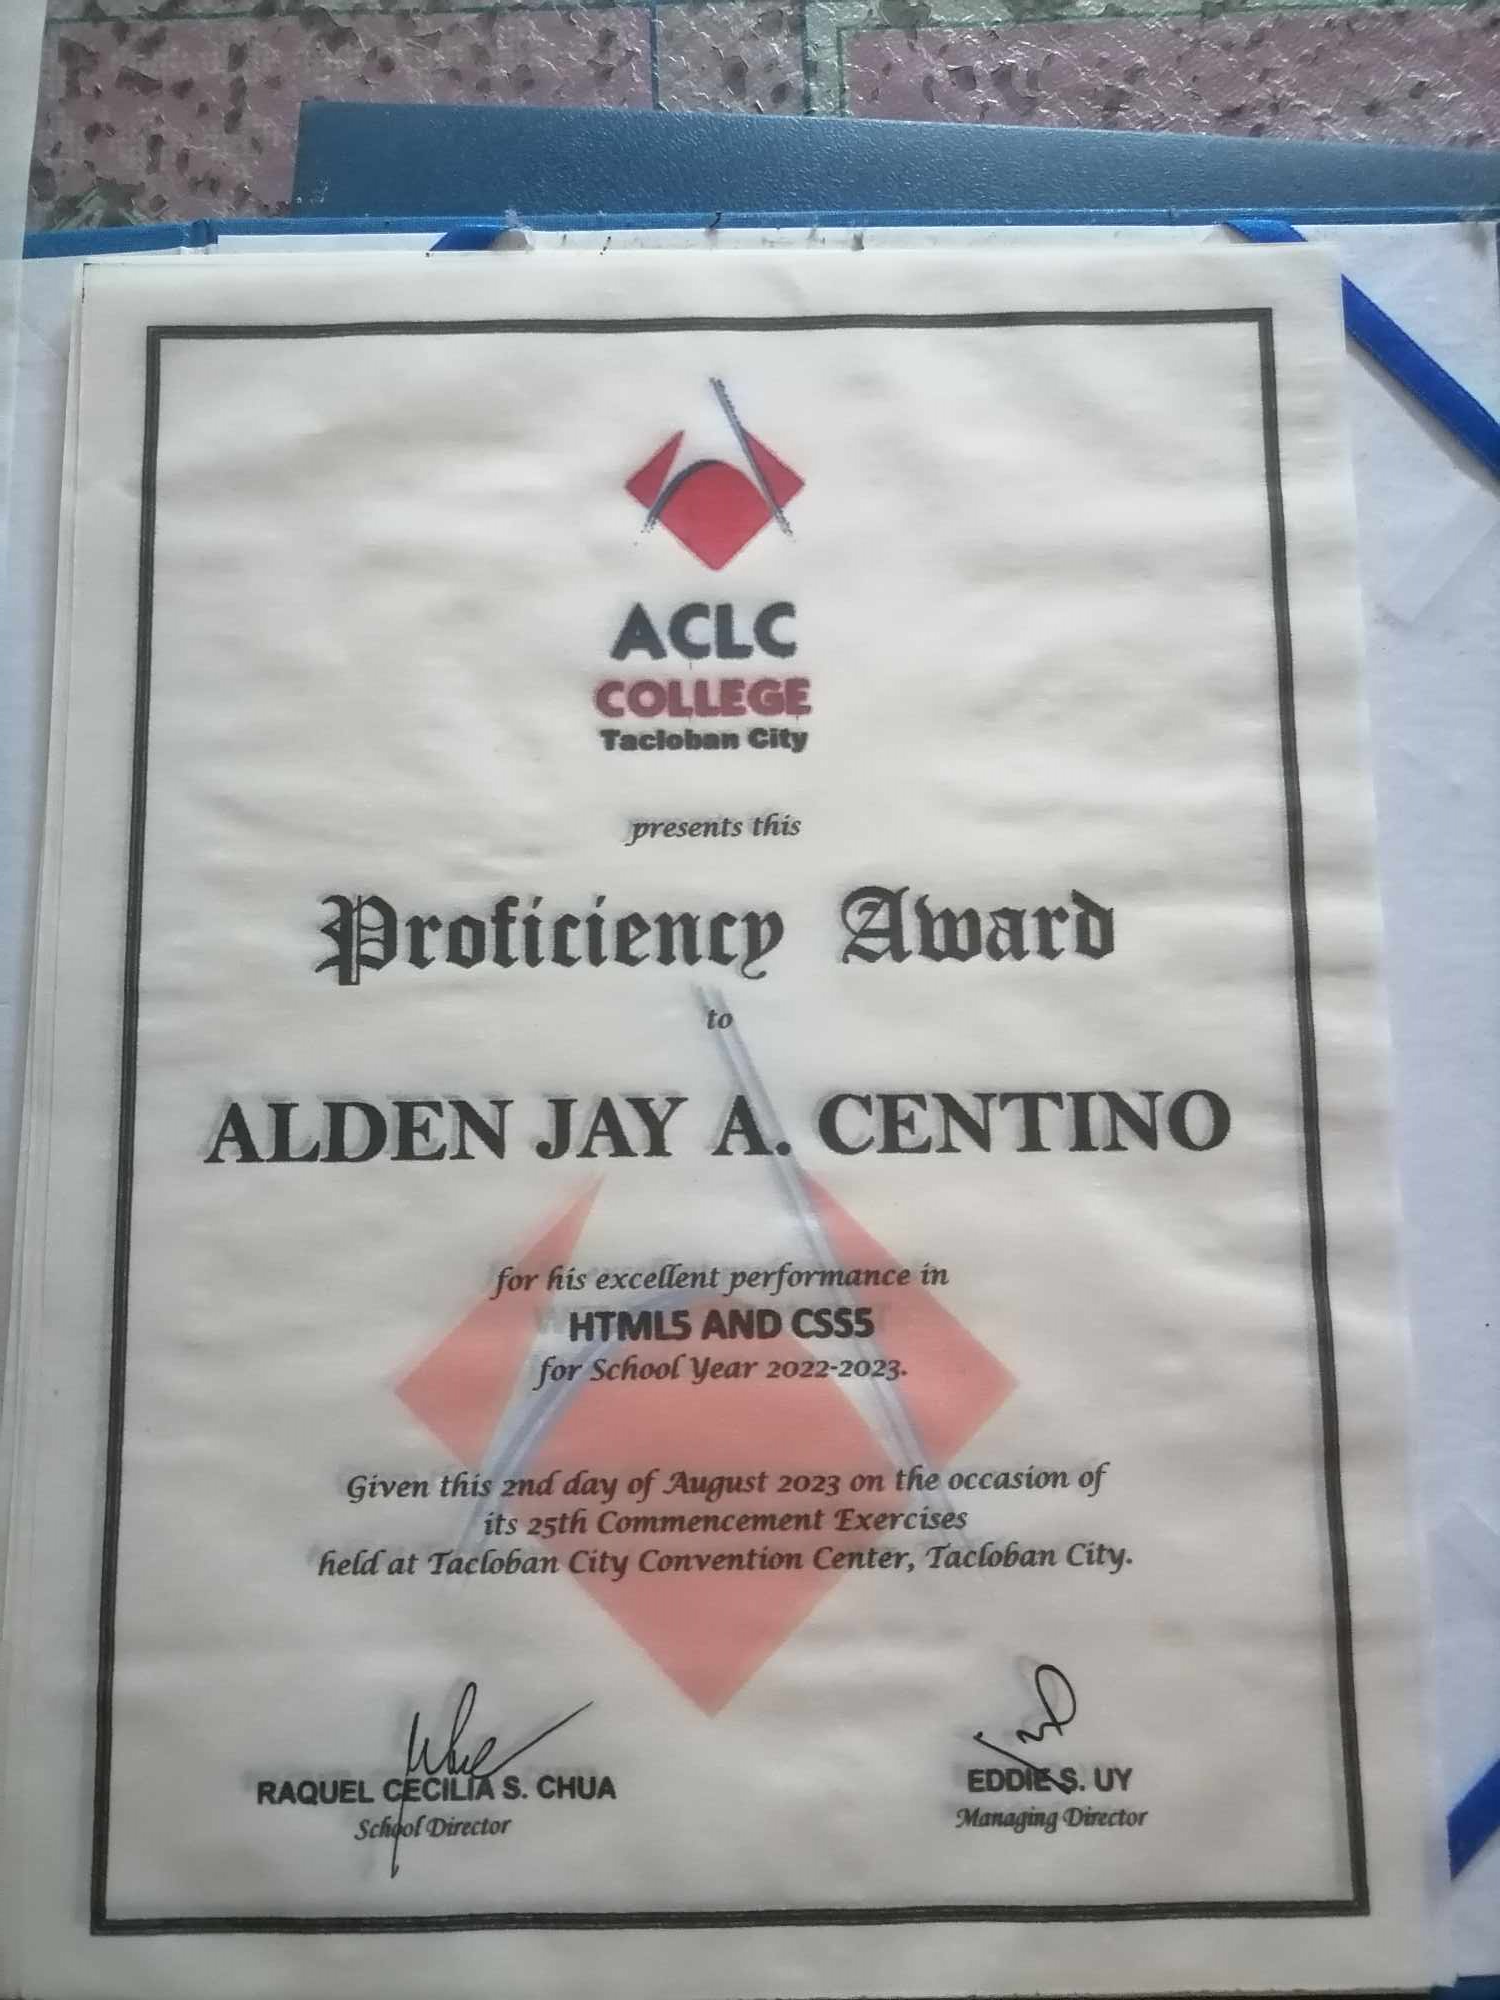 ACLC
COLLEGE
Tacloban City
presents this
Proficiency Award
to
ALDEN JAY A. CENTINO
for his excellent performance in
HTML5 AND CSS5
for School Year 2022-2023.
Given this 2nd day of August 2023 on the occasion of
its 25th Commencement Exercises
held at Tacloban City Convention Center, Tacloban City.
RAQUEL CECILIA S. CHUA
School Director
EDDIE S. UY
Managing Director